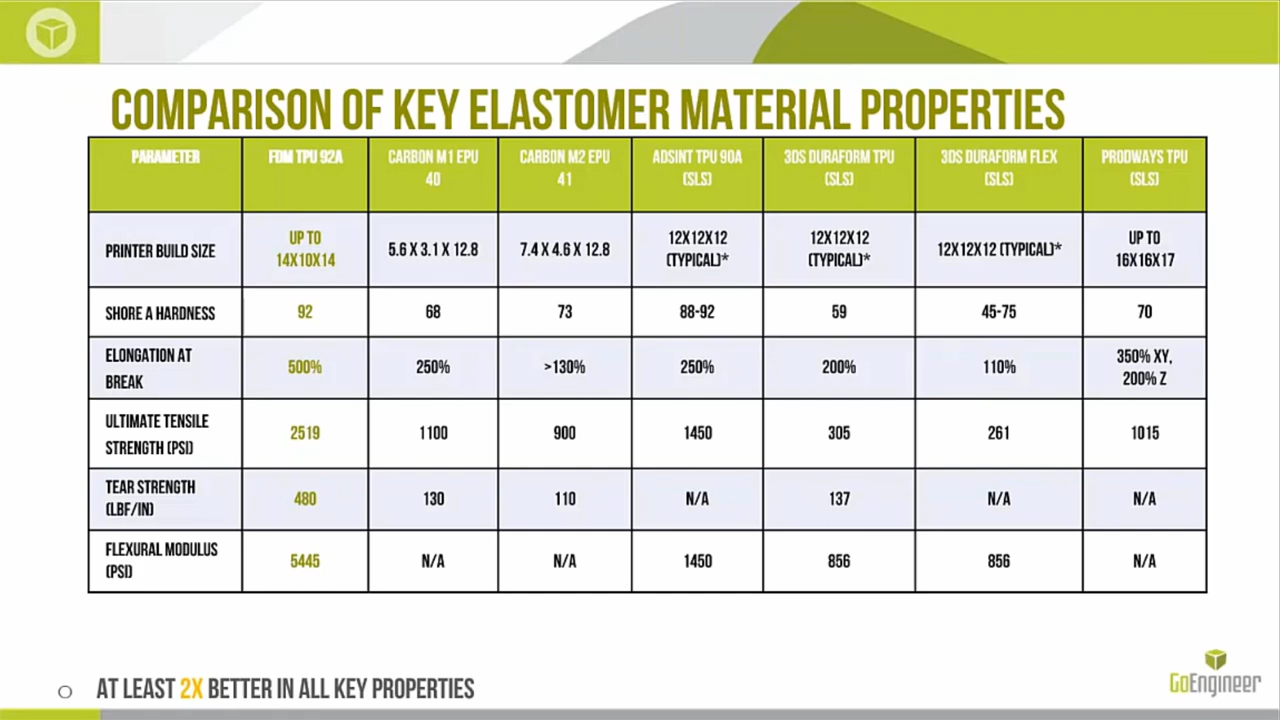 COMPARISON OF KEY ELASTOMER MATERIAL PROPERTIES
PARAMETER
FDM TPU 92A
CARBON M1 EPU
40
CARBON M2 EPU
41
ADSINT TPU 90A
(SLS)
3DS DURAFORM TPU
(SLS)
3DS DURAFORM FLEX
(SLS)
PRODWAYS TPU
(SLS)
PRINTER BUILD SIZE
UP TO
14X10X14
5.6 X 3.1 X 12.8
7.4 X 4.6 X 12.8
12X12X12
(TYPICAL)*
12X12X12
(TYPICAL)*
12X12X12 (TYPICAL)*
UP TO
16X16X17
SHORE A HARDNESS
92
68
73
88-92
59
45-75
70
ELONGATION AT
BREAK
500%
250%
>130%
250%
200%
110%
350% XY,
200% Z
ULTIMATE TENSILE
STRENGTH (PSI)
2519
1100
900
1450
305
261
1015
TEAR STRENGTH
(LBF/IN)
480
130
110
N/A
137
N/A
N/A
FLEXURAL MODULUS
(PSI)
5445
N/A
N/A
1450
856
856
N/A
AT LEAST 2X BETTER IN ALL KEY PROPERTIES
GoEngineer